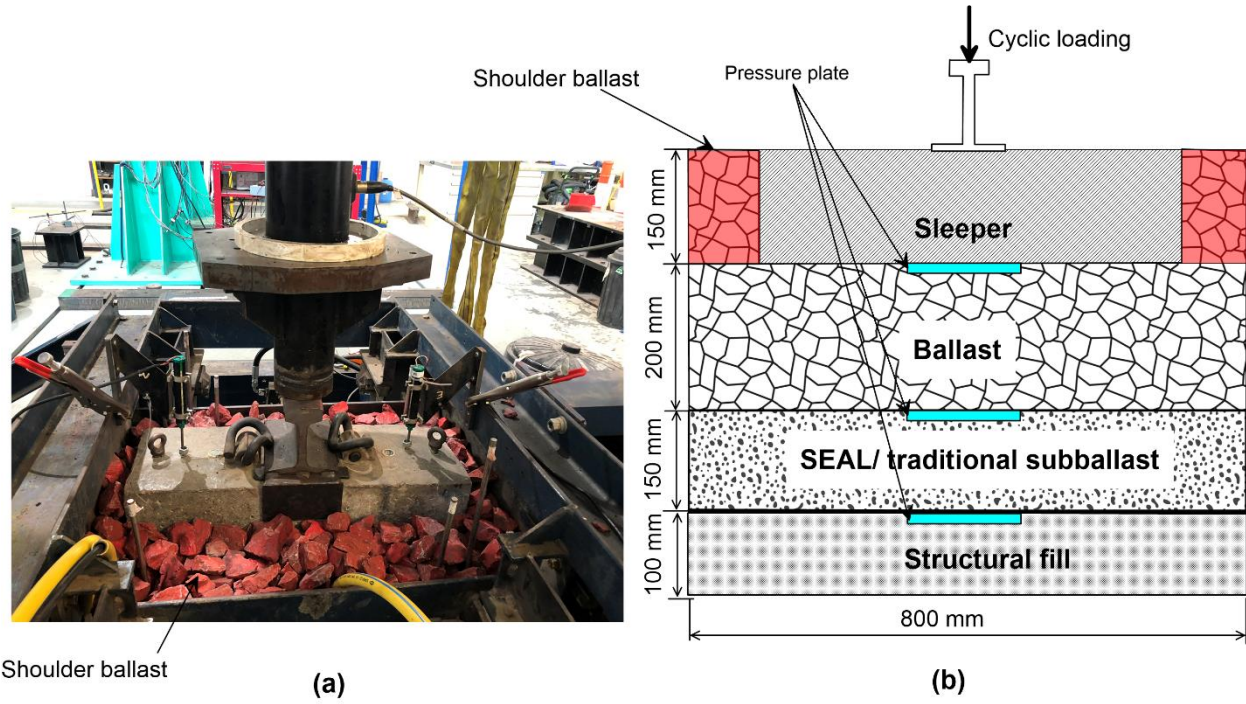 Cyclic loading
Pressure plate
Shoulder ballast
150 mm
Sleeper
200 mm
Ballast
150 mm
SEAL/ traditional subballast
100 mm
Structural fill
800 mm
Shoulder ballast
(a)
(b)